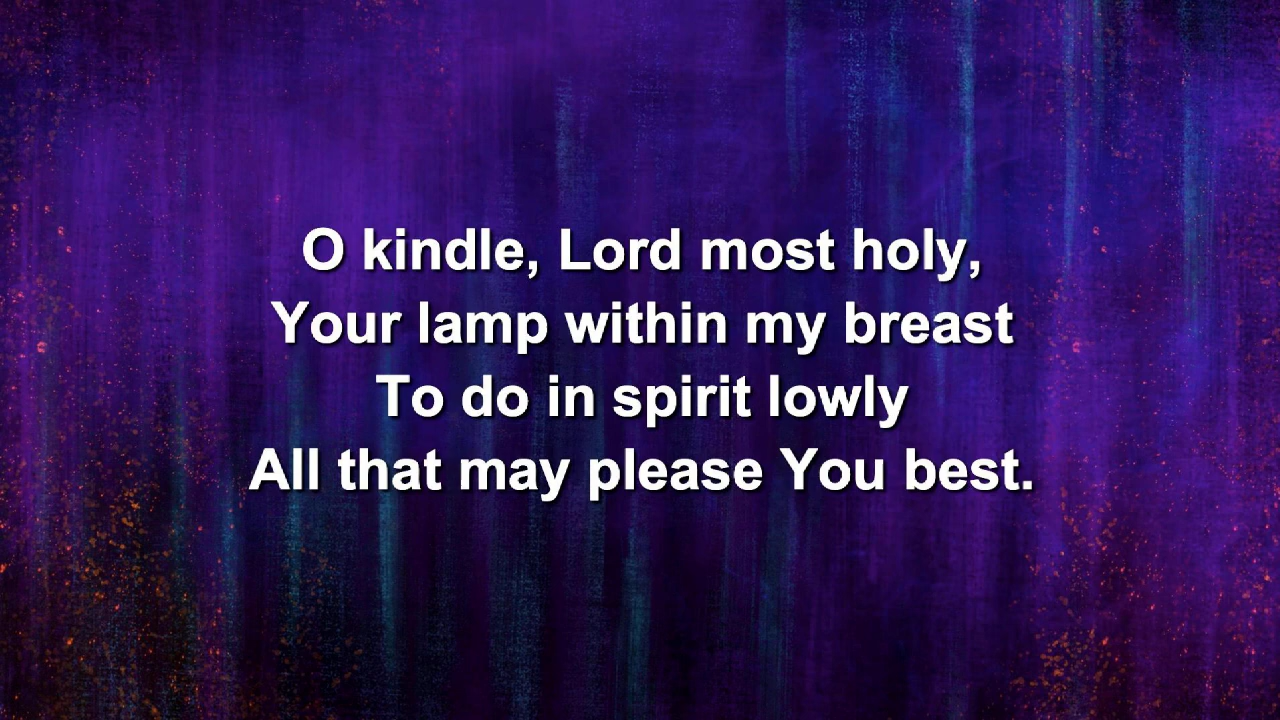 O kindle, Lord most holy,
Your lamp within my breast
To do in spirit lowly
All that may please You best.